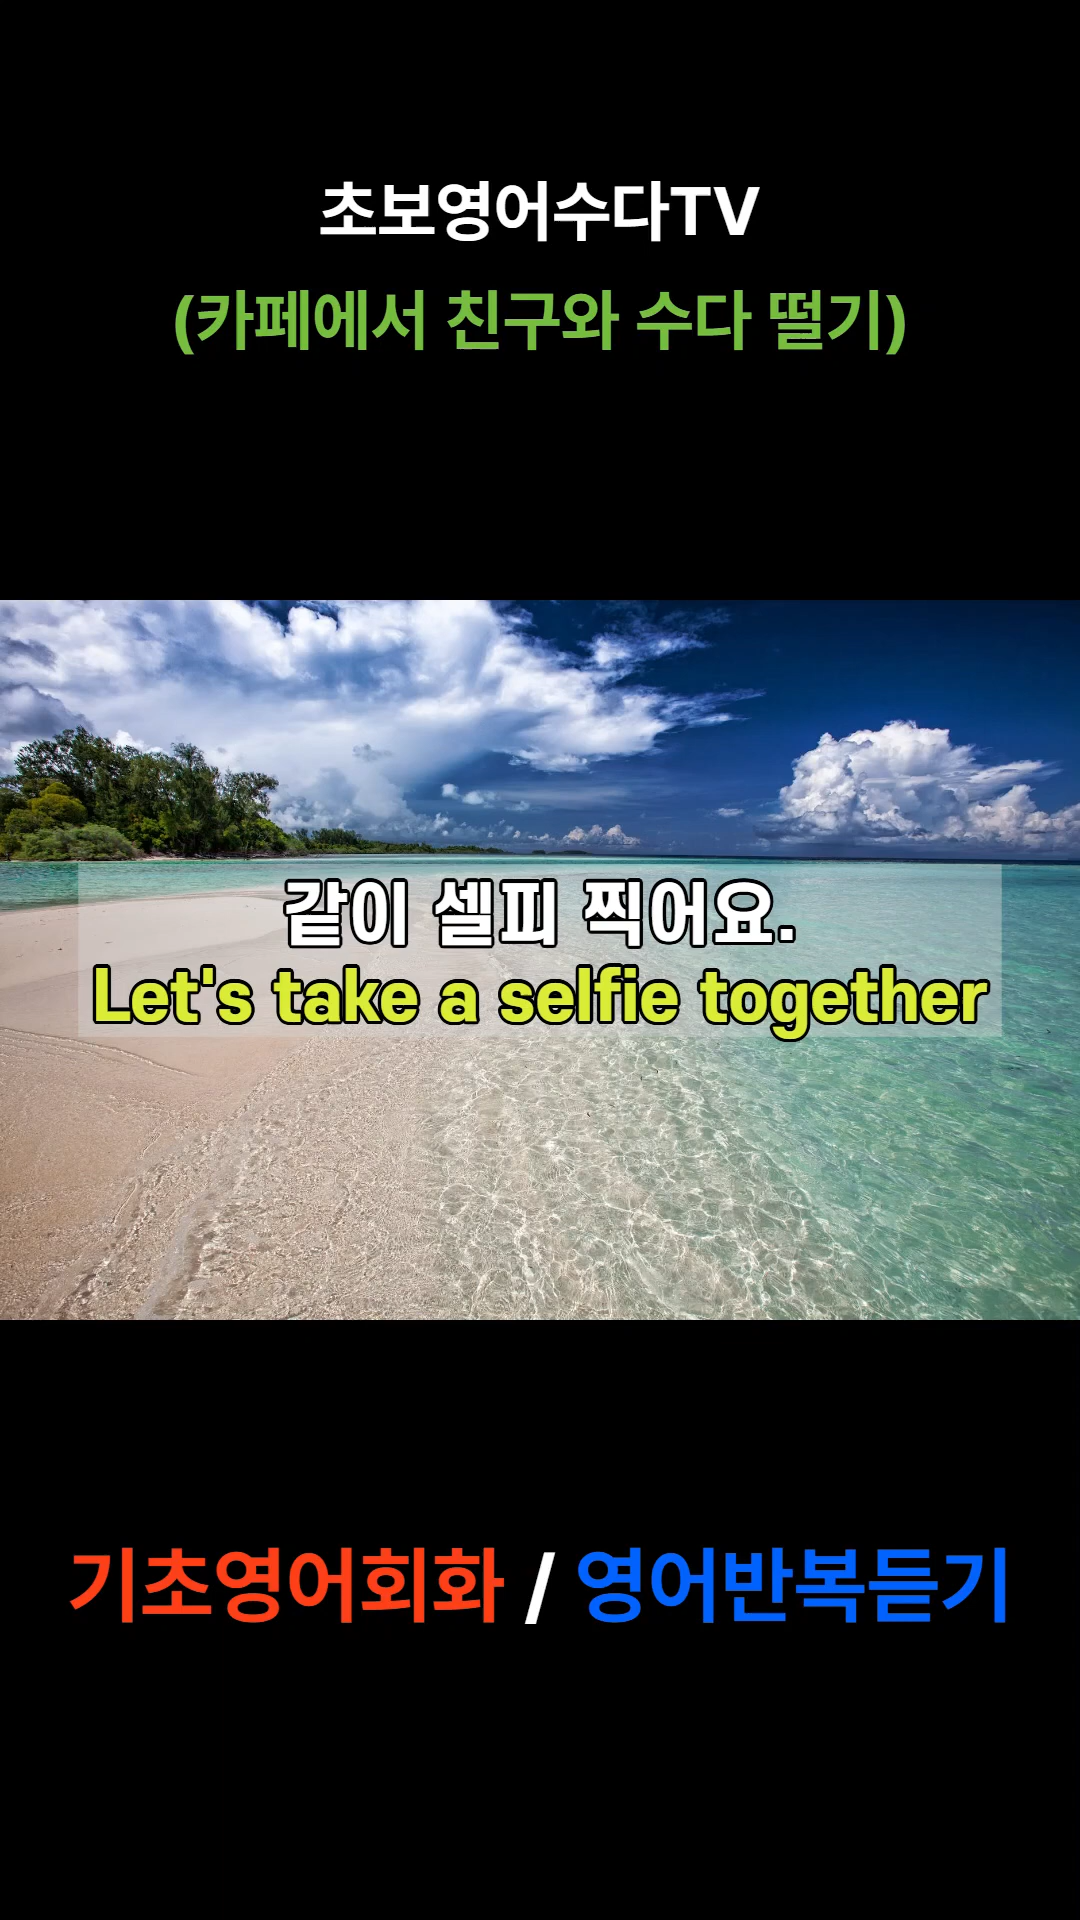 초보영어수다TV
(카페에서 친구와 수다 떨기)
같이 셀피 찍어요.
Let's take a selfie together
기초영어회화 / 영어반복듣기